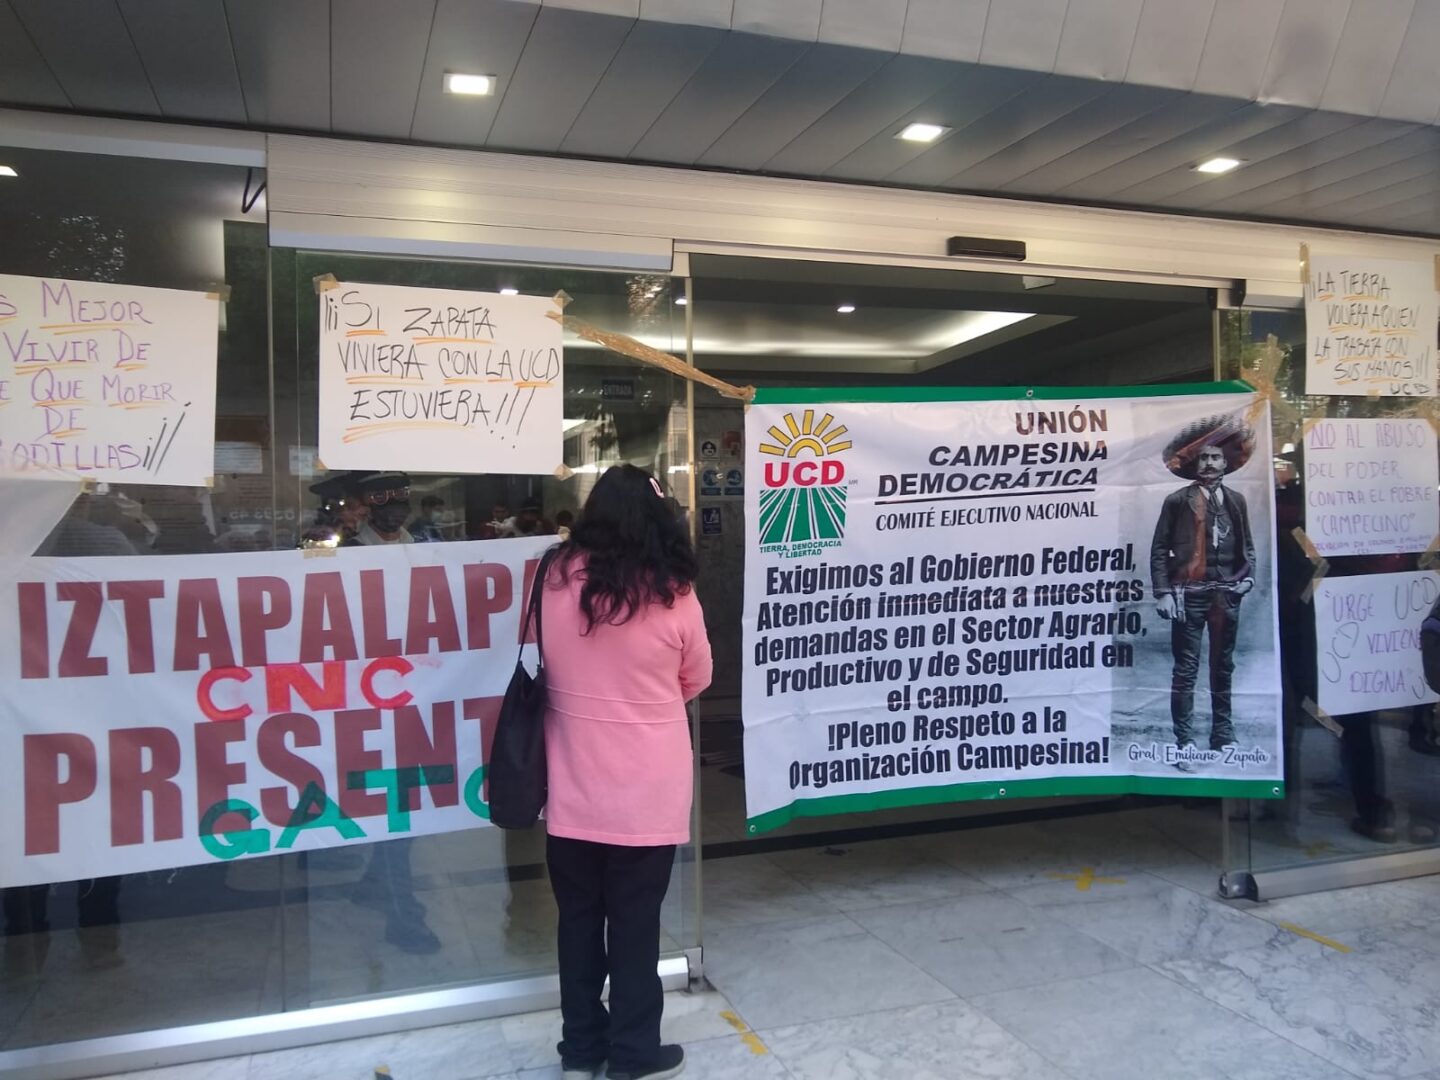 MEJOR
VIVIR DE
QUE MORIR
DE
¡¡¡SI ZAPATA
VIVIERA CON LA UCD
ESTUVIERA!!!
IZTAPALAPA
CNC
PRESENT
GATO
UCD
MR
TIERRA, DEMOCRACIA
Y LIBERTAD
UNIÓN
CAMPESINA
DEMOCRÁTICA
COMITÉ EJECUTIVO NACIONAL
Exigimos al Gobierno Federal,
Atención inmediata a nuestras
demandas en el Sector Agrario,
Productivo y de Seguridad en
el campo.
!Pleno Respeto a la
Organización Campesina!
Gral. Emiliano Zapata
ENTRADA
¡¡LA TIERRA
VOLVERA A QUIEN
LA TRABAJA CON
SUS MANOS!!!
UCD
NO AL ABUSO
DEL PODER
CONTRA EL POBRE
"CAMPECINO"
"URGE UCD
VIVIEN
DIGNA"